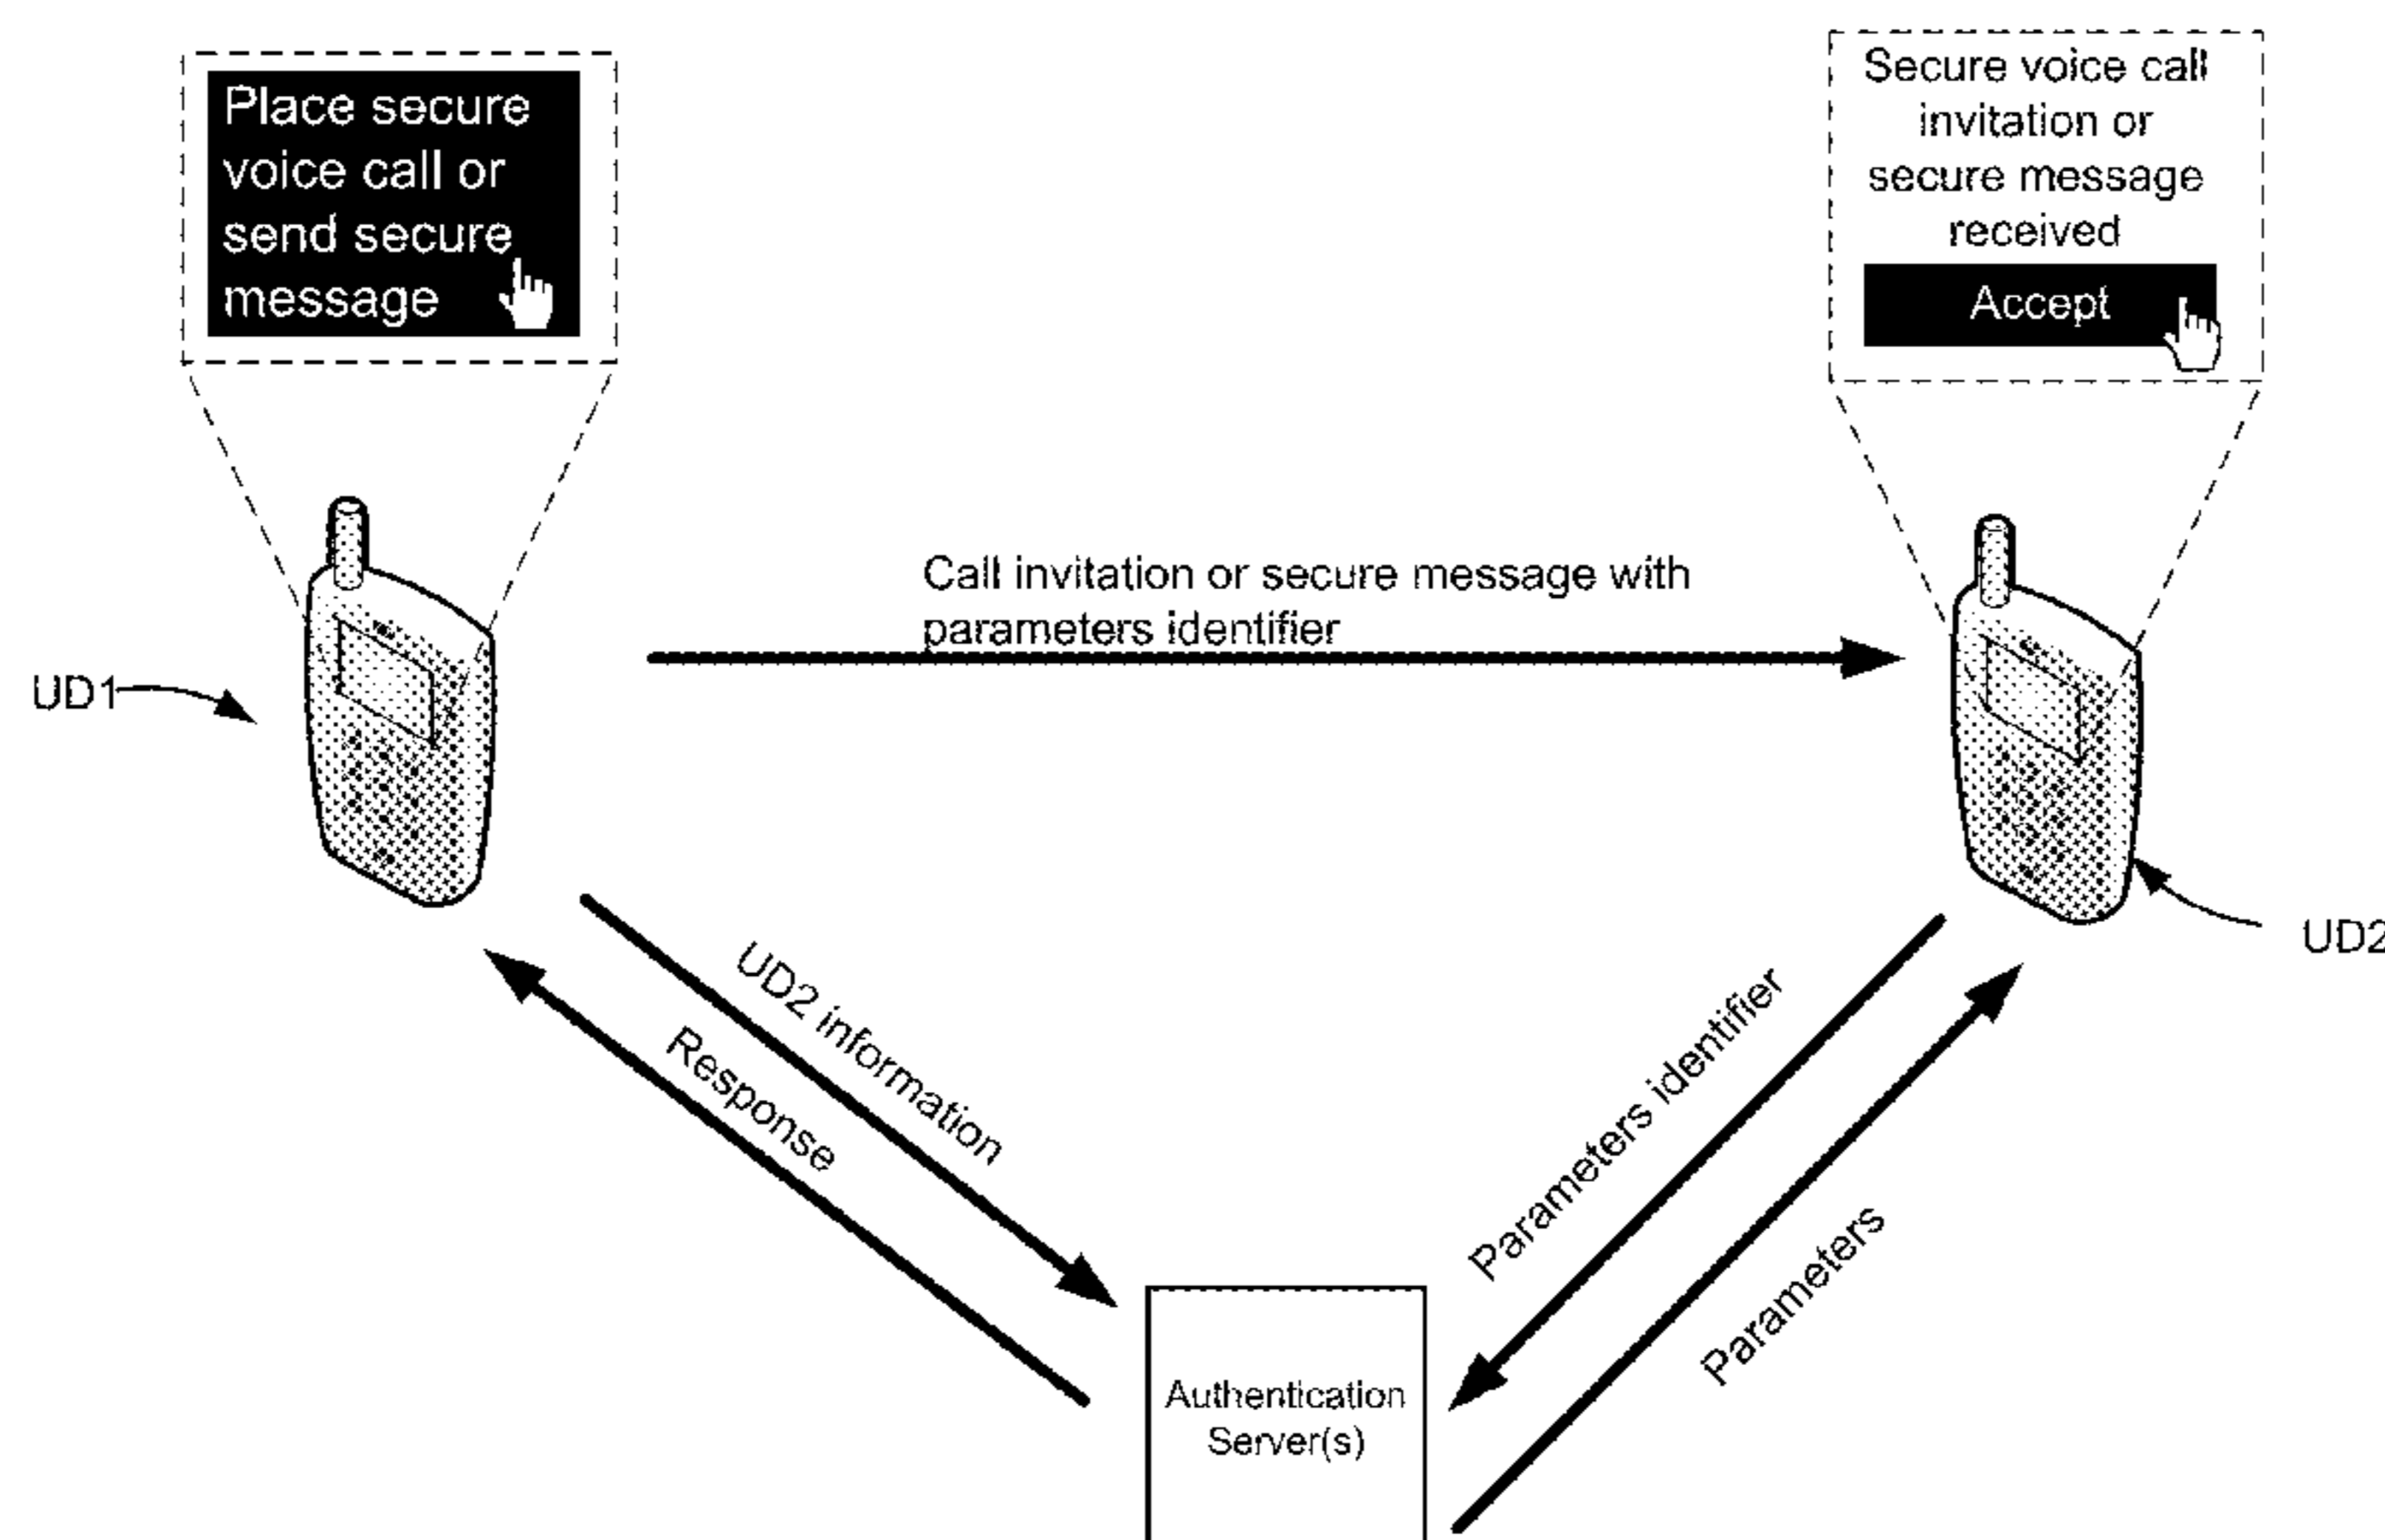 Place secure
voice call or
send secure
message
Secure voice call
invitation or
secure message
received
Accept
Call invitation or secure message with
parameters identifier
UD1
UD2
UD2 information
Response
Parameters identifier
Parameters
Authentication
Server(s)